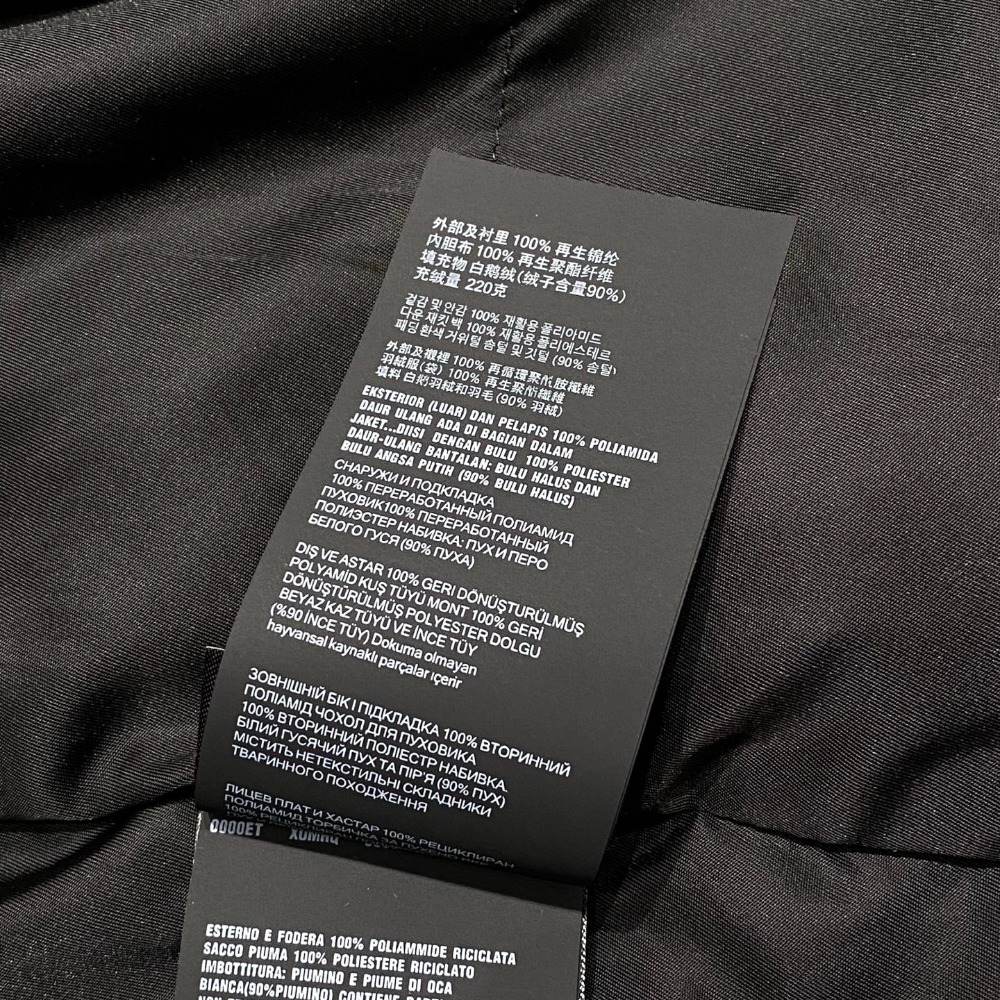 外部及衬里 100% 再生锦纶
内胆布 100% 再生聚酯纤维
填充物 白鹅绒(绒子含量90%)
充绒量 220克
겉감 및 안감 100% 재활용 폴리아미드
다운 재킷 백 100% 재활용 폴리에스테르
패딩 흰색 거위털 솜털 및 깃털 (90% 솜털)
外部及襯裡 100% 再循環聚 胺纖維
羽絨服(袋) 100% 再生聚 纖維
填料 白 羽絨和羽毛 (90% 羽絨)
EKSTERIOR (LUAR) DAN PELAPIS 100% POLIAMIDA
DAUR ULANG ADA DI BAGIAN DALAM
JAKET...DIISI DENGAN BULU 100% POLIESTER
DAUR-ULANG BANTALAN: BULU HALUS DAN
BULU ANGSA PUTIH (90% BULU HALUS)
СНАРУЖИ И ПОДКЛАДКА
100% ПЕРЕРАБОТАННЫЙ ПОЛИАМИД
ПУХОВИК100% ПЕРЕРАБОТАННЫЙ
ПОЛИЭСТЕР НАБИВКА: ПУХ И ПЕРО
БЕЛОГО ГУСЯ (90% ПУХА)
DIŞ VE ASTAR 100% GERİ DÖNÜŞTURÜLMÜŞ
POLYAMİD KUŞ TÜYÜ MONT 100% GERİ
DÖNÜŞTÜRÜLMÜŞ POLYESTER DOLGU
BEYAZ KAZ TÜYÜ VE İNCE TÜY
(%90 İNCE TÜY) Dokuma olmayan
hayvansal kaynaklı parçalar içerir
ЗОВНІШНІЙ БІК І ПІДКЛАДКА 100% ВТОРИННИЙ
ПОЛІАМІД ЧОХОЛ ДЛЯ ПУХОВИКА
100% ВТОРИННИЙ ПОЛІЕСТР НАБИВКА.
БІЛИЙ ГУСЯЧИЙ ПУХ ТА ПІР'Я (90% ПУХ)
МІСТИТЬ НЕТЕКСТИЛЬНІ СКЛАДНИКИ
ТВАРИННОГО ПОХОДЖЕННЯ
ЛИЦЕВ ПЛАТ И ХАСТАР 100% РЕЦИКЛИРАН
ПОЛИАМИД ТОРБИЧКА ЗА ПУХЕНО ЯКЕ
ESTERNO E FODERA 100% POLIAMMIDE RICICLATA
SACCO PIUMA 100% POLIESTERE RICICLATO
IMBOTTITURA: PIUMINO E PIUME DI OCA
BIANCA(90%PIUMINO) CONTIENE